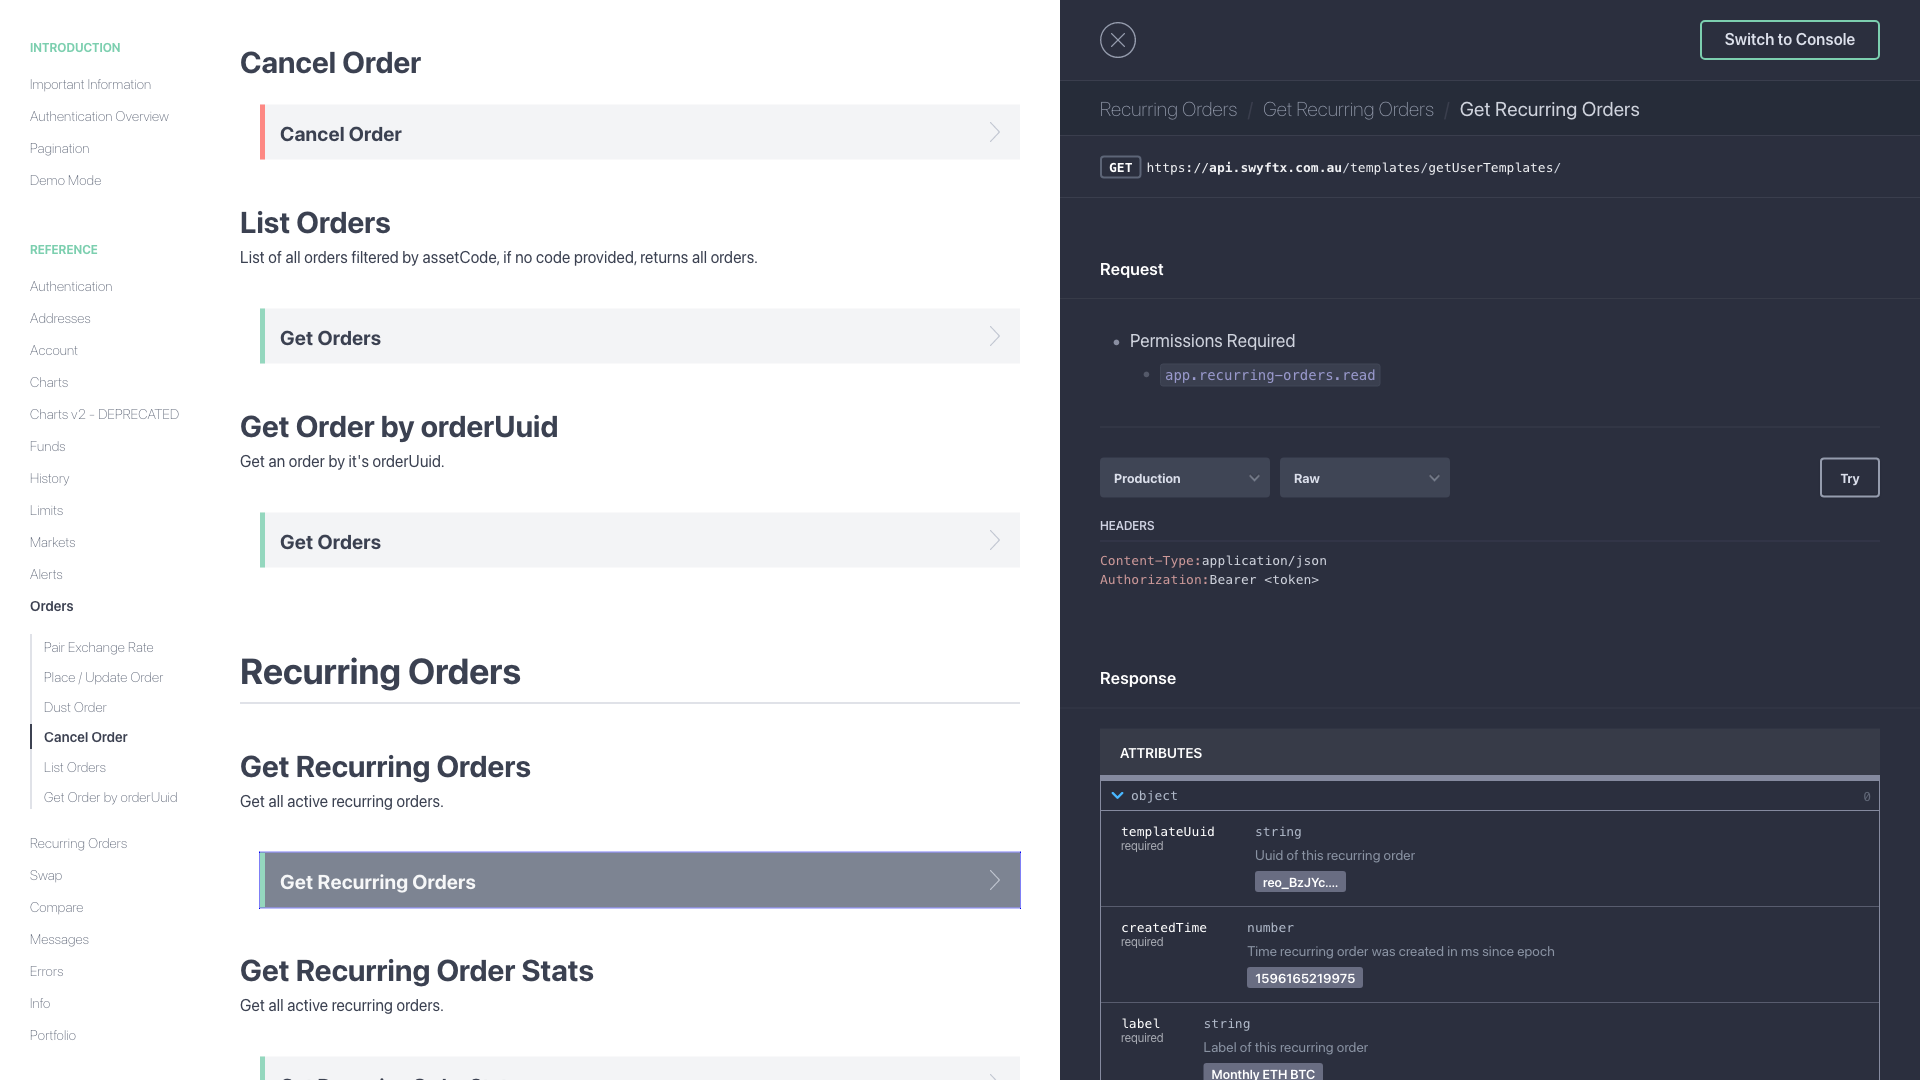 INTRODUCTION
Important Information
Authentication Overview
Pagination
Demo Mode
REFERENCE
Authentication
Addresses
Account
Charts
Charts v2 - DEPRECATED
Funds
History
Limits
Markets
Alerts
Orders
Pair Exchange Rate
Place / Update Order
Dust Order
Cancel Order
List Orders
Get Order by orderUuid
Recurring Orders
Swap
Compare
Messages
Errors
Info
Portfolio
Cancel Order
Cancel Order
List Orders
List of all orders filtered by assetCode, if no code provided, returns all orders.
Get Orders
Get Order by orderUuid
Get an order by it's orderUuid.
Get Orders
Recurring Orders
Get Recurring Orders
Get all active recurring orders.
Get Recurring Orders
Get Recurring Order Stats
Get all active recurring orders.
Switch to Console
Recurring Orders / Get Recurring Orders / Get Recurring Orders
GET https://api.swyftx.com.au/templates/getUserTemplates/
Request
• Permissions Required
• app.recurring-orders.read
Production Raw Try
HEADERS
Content-Type:application/json
Authorization:Bearer <token>
Response
ATTRIBUTES
object 0
templateUuid string
required
Uuid of this recurring order
reo_BzJYc....
createdTime number
required
Time recurring order was created in ms since epoch
1596165219975
label string
required
Label of this recurring order
Monthly ETH BTC